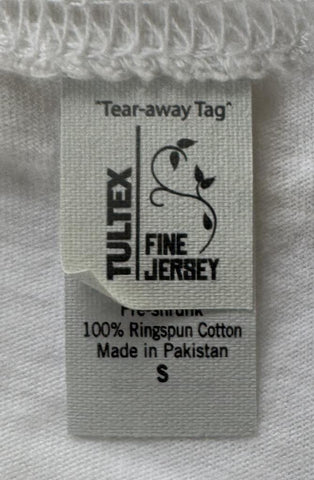 "Tear-away Tag"
TULTEX
FINE
JERSEY
Pre-shrunk
100% Ringspun Cotton
Made in Pakistan
S